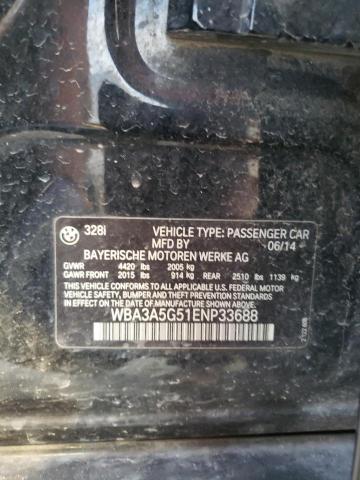 328i VEHICLE TYPE: PASSENGER CAR
MFD BY 06/14
BAYERISCHE MOTOREN WERKE AG
GVWR 4420 lbs 2005 kg
GAWR FRONT 2015 lbs 914 kg REAR 2510 lbs 1139 kg
THIS VEHICLE CONFORMS TO ALL APPLICABLE U.S. FEDERAL MOTOR
VEHICLE SAFETY, BUMPER, AND THEFT PREVENTION STANDARDS
IN EFFECT ON THE DATE OF MANUFACTURE SHOWN ABOVE.
WBA3A5G51ENP33688